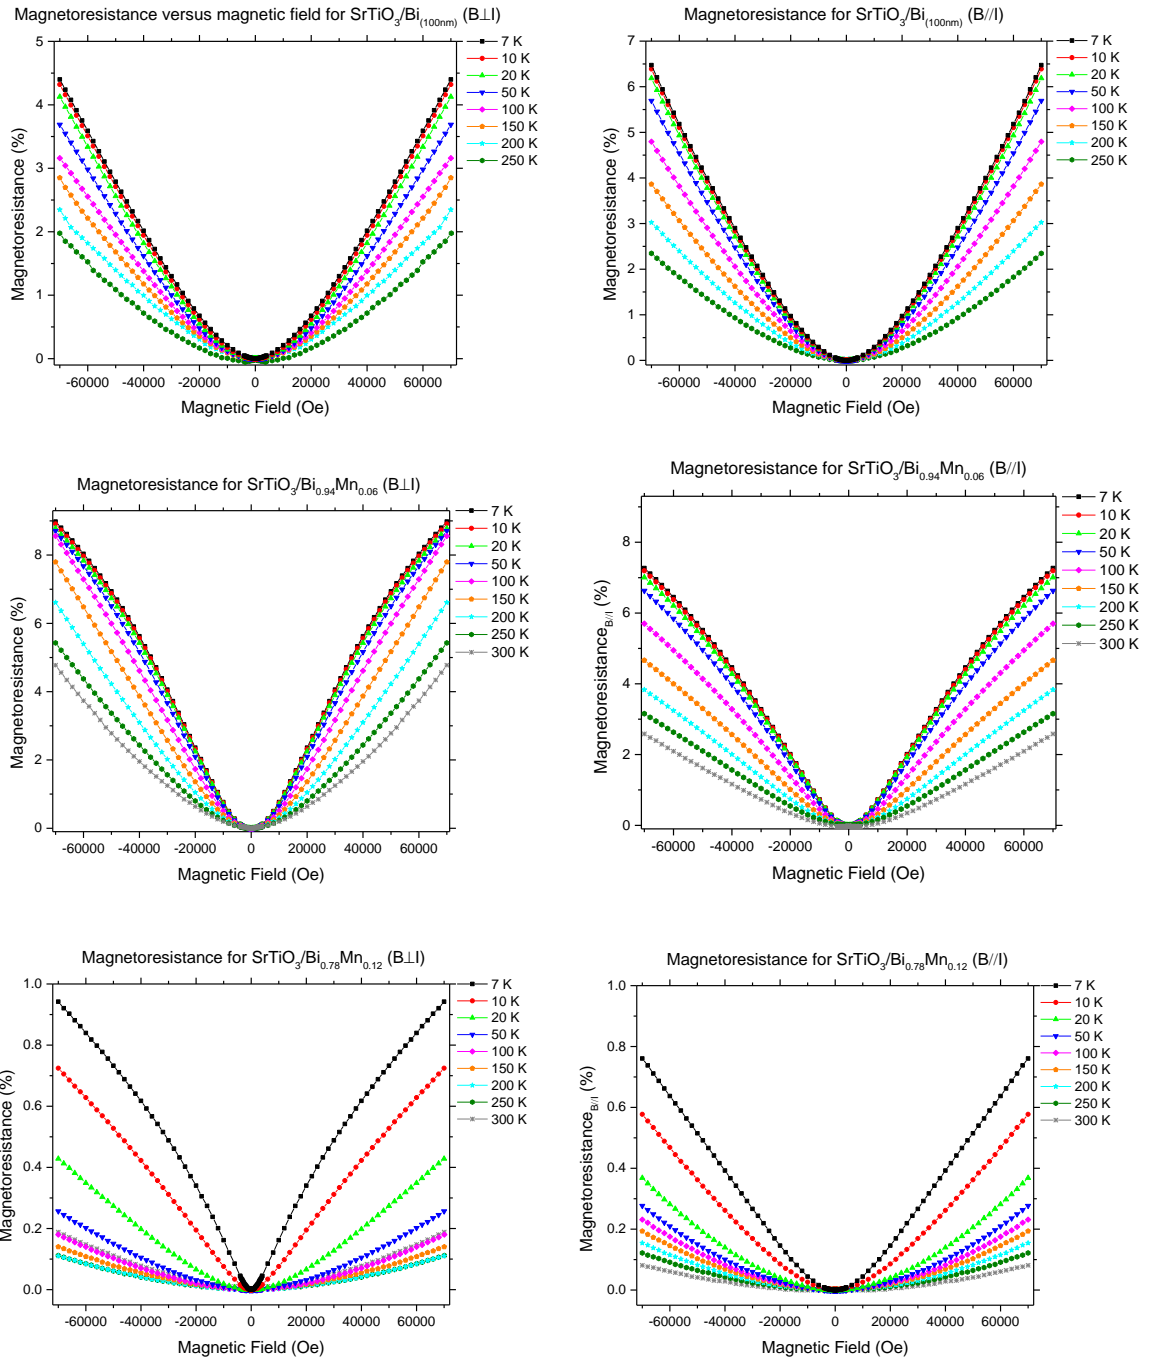 Magnetoresistance versus magnetic field for SrTiO3/Bi(100nm) (B⊥I)
5
4
3
2
1
0
Magnetoresistance (%)
-60000 -40000 -20000 0 20000 40000 60000
Magnetic Field (Oe)
7 K
10 K
20 K
50 K
100 K
150 K
200 K
250 K
Magnetoresistance for SrTiO3/Bi(100nm) (B//I)
7
6
5
4
3
2
1
0
Magnetoresistance (%)
-60000 -40000 -20000 0 20000 40000 60000
Magnetic Field (Oe)
7 K
10 K
20 K
50 K
100 K
150 K
200 K
250 K
Magnetoresistance for SrTiO3/Bi0.94Mn0.06 (B⊥I)
8
6
4
2
0
Magnetoresistance (%)
-60000 -40000 -20000 0 20000 40000 60000
Magnetic Field (Oe)
7 K
10 K
20 K
50 K
100 K
150 K
200 K
250 K
300 K
Magnetoresistance for SrTiO3/Bi0.94Mn0.06 (B//I)
8
6
4
2
0
MagnetoresistanceB//I (%)
-60000 -40000 -20000 0 20000 40000 60000
Magnetic Field (Oe)
7 K
10 K
20 K
50 K
100 K
150 K
200 K
250 K
300 K
Magnetoresistance for SrTiO3/Bi0.78Mn0.12 (B⊥I)
1.0
0.8
0.6
0.4
0.2
0.0
Magnetoresistance (%)
-60000 -40000 -20000 0 20000 40000 60000
Magnetic Field (Oe)
7 K
10 K
20 K
50 K
100 K
150 K
200 K
250 K
300 K
Magnetoresistance for SrTiO3/Bi0.78Mn0.12 (B//I)
1.0
0.8
0.6
0.4
0.2
0.0
MagnetoresistanceB//I (%)
-60000 -40000 -20000 0 20000 40000 60000
Magnetic Field (Oe)
7 K
10 K
20 K
50 K
100 K
150 K
200 K
250 K
300 K